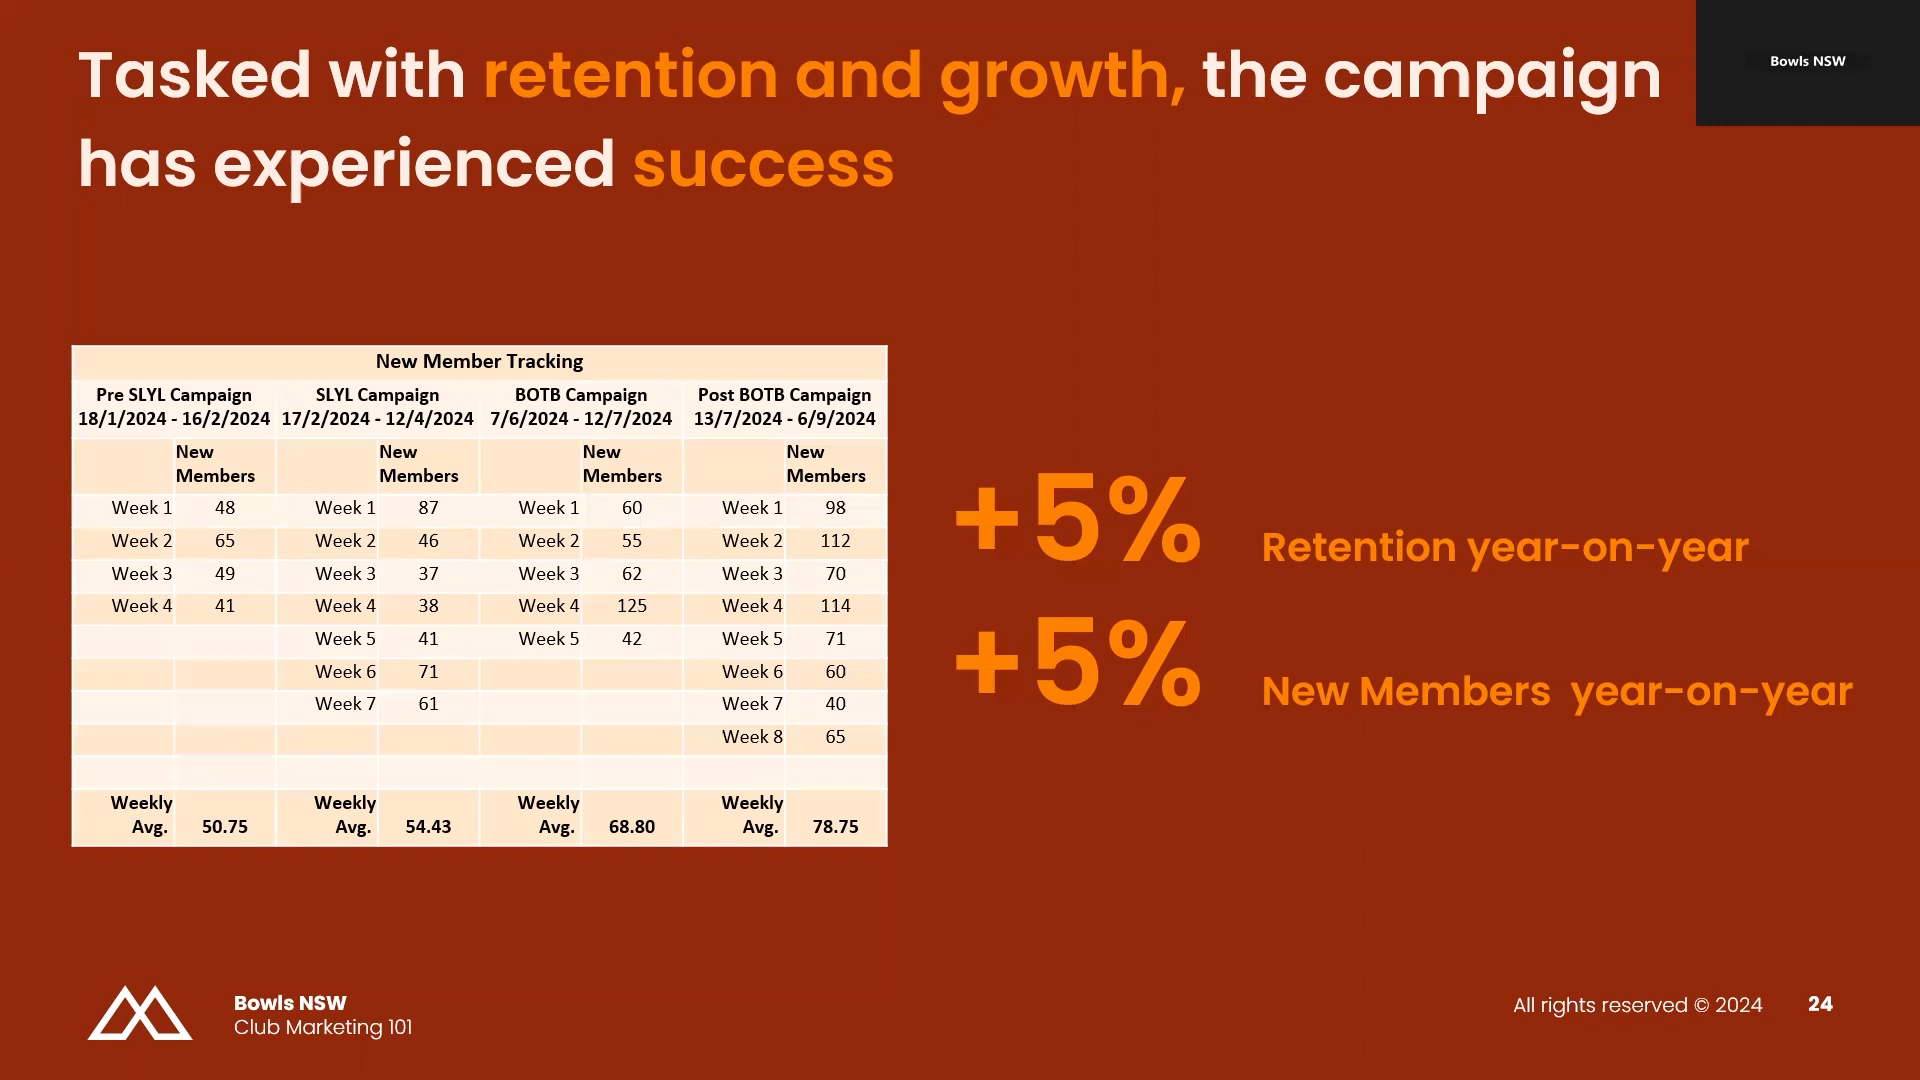 Tasked with retention and growth, the campaign
has experienced success
Bowls NSW
New Member Tracking
Pre SLYL Campaign SLYL Campaign BOTB Campaign Post BOTB Campaign
18/1/2024 - 16/2/2024 17/2/2024 - 12/4/2024 7/6/2024 - 12/7/2024 13/7/2024 - 6/9/2024
New New New New
Members Members Members Members
Week 1 48 Week 1 87 Week 1 60 Week 1 98
Week 2 65 Week 2 46 Week 2 55 Week 2 112
Week 3 49 Week 3 37 Week 3 62 Week 3 70
Week 4 41 Week 4 38 Week 4 125 Week 4 114
Week 5 41 Week 5 42 Week 5 71
Week 6 71 Week 6 60
Week 7 61 Week 7 40
Week 8 65
Weekly Weekly Weekly Weekly
Avg. 50.75 Avg. 54.43 Avg. 68.80 Avg. 78.75
+5% Retention year-on-year
+5% New Members year-on-year
Bowls NSW
Club Marketing 101
All rights reserved © 2024 24